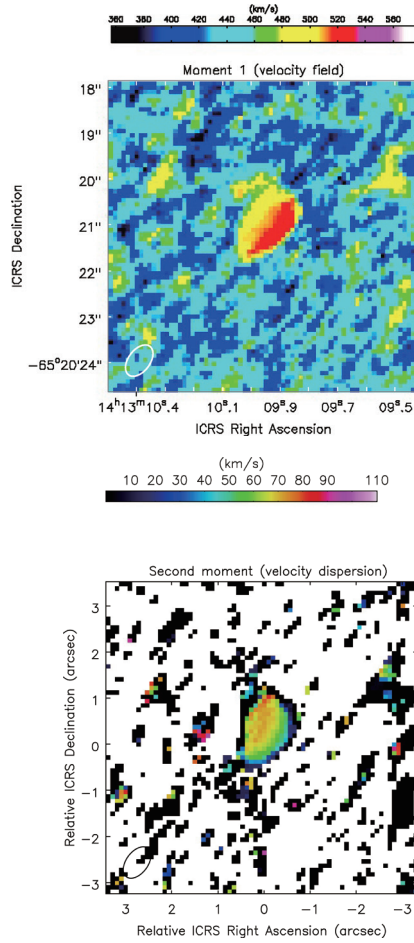 (km/s)
360 380 400 420 440 460 480 500 520 540 560
Moment 1 (velocity field)
18"
19"
20"
21"
22"
23"
−65°20'24"
ICRS Declination
14ʰ13ᵐ10ˢ.4 10ˢ.1 09ˢ.9 09ˢ.7 09ˢ.5
ICRS Right Ascension
(km/s)
10 20 30 40 50 60 70 80 90 100 110
Second moment (velocity dispersion)
3
2
1
0
−1
−2
−3
Relative ICRS Declination (arcsec)
3 2 1 0 −1 −2 −3
Relative ICRS Right Ascension (arcsec)